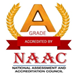 A
GRADE
ACCREDITED BY
NAAC
NATIONAL ASSESSMENT AND
ACCREDITATION COUNCIL